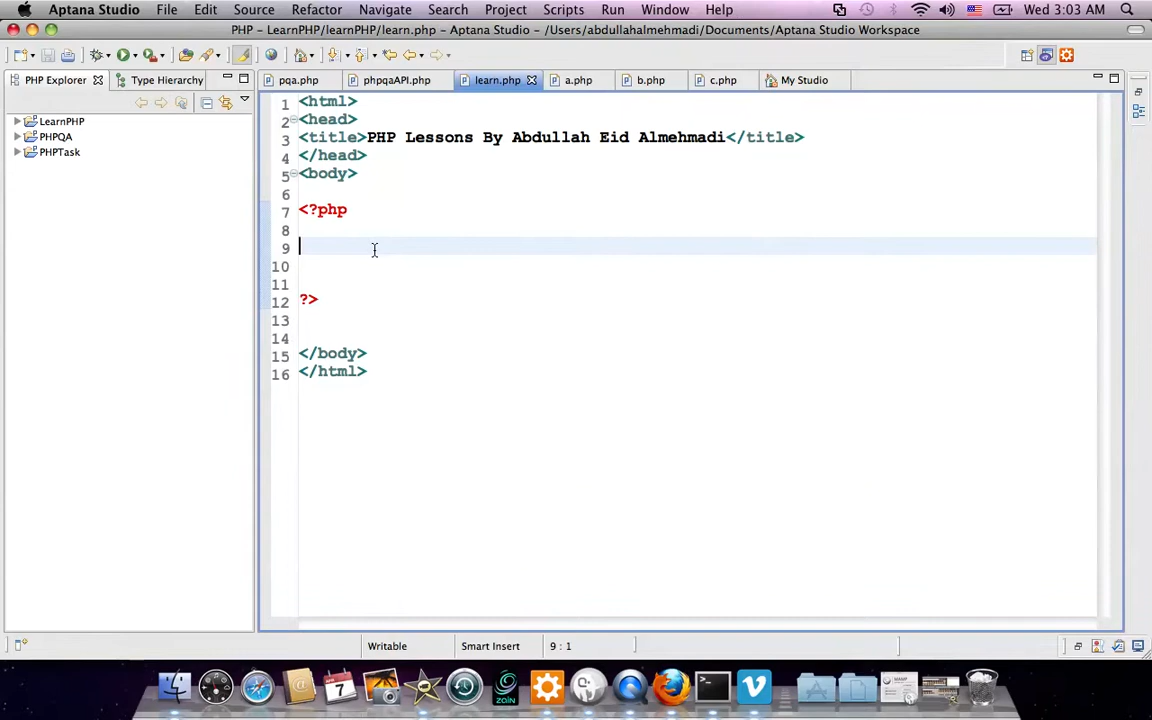 Aptana Studio File Edit Source Refactor Navigate Search Project Scripts Run Window Help Wed 3:03 AM
PHP - LearnPHP/learnPHP/learn.php - Aptana Studio - /Users/abdullahalmehmadi/Documents/Aptana Studio Workspace
PHP Explorer Type Hierarchy pqa.php phpqaAPI.php learn.php a.php b.php c.php My Studio
LearnPHP
PHPQA
PHPTask
1 <html>
2 <head>
3 <title>PHP Lessons By Abdullah Eid Almehmadi</title>
4 </head>
5 <body>
6
7 <?php
8
9
10
11
12 ?>
13
14
15 </body>
16 </html>
Writable Smart Insert 9 : 1
APR
7
zain